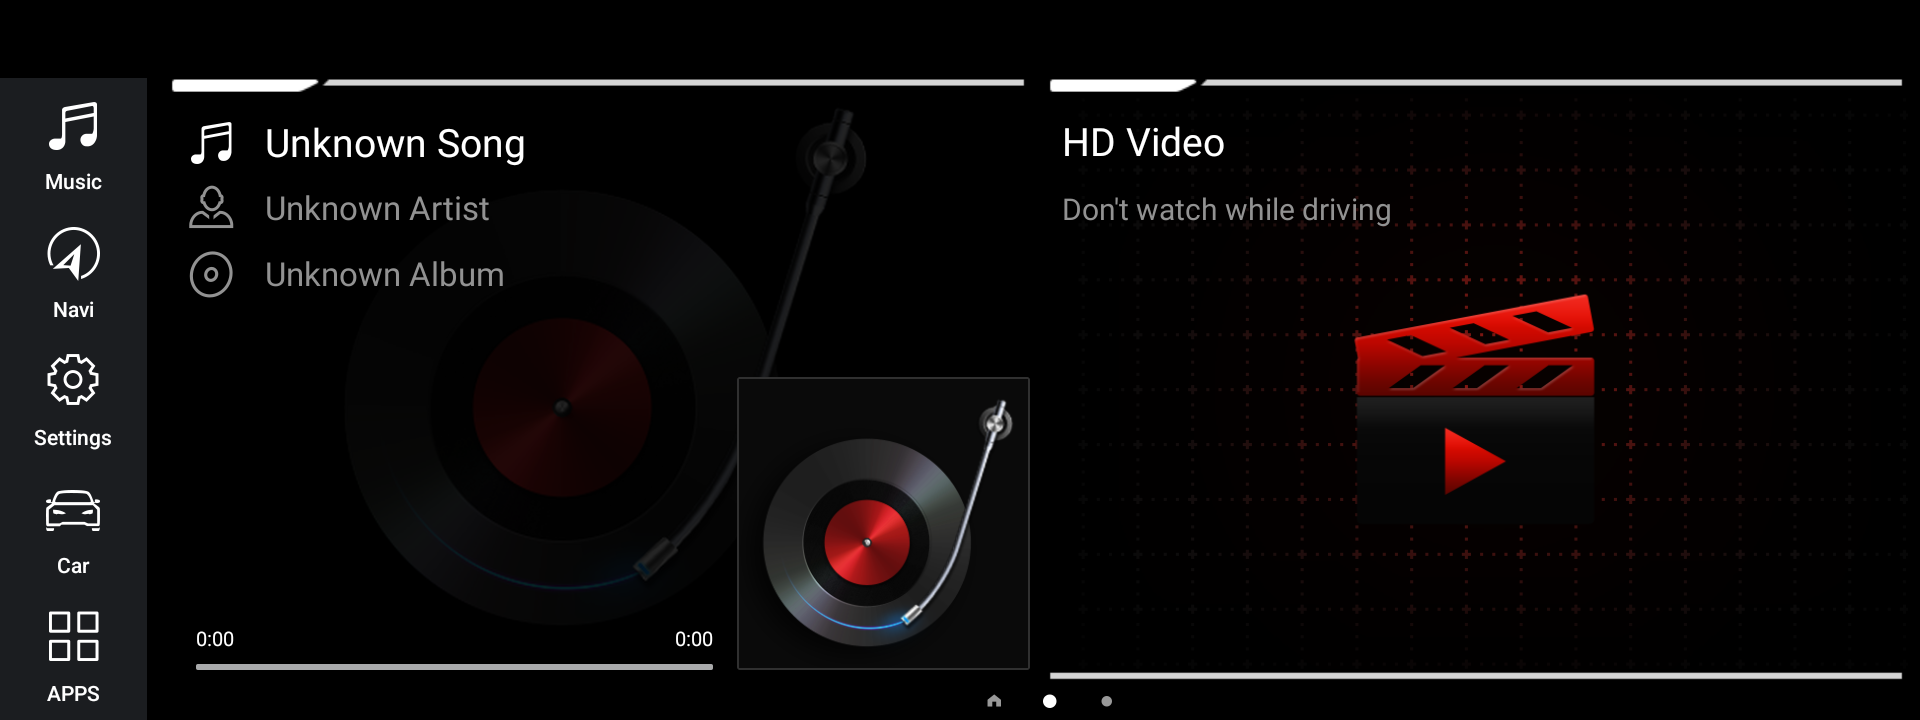 Music
Navi
Settings
Car
APPS
Unknown Song
Unknown Artist
Unknown Album
0:00
0:00
HD Video
Don't watch while driving